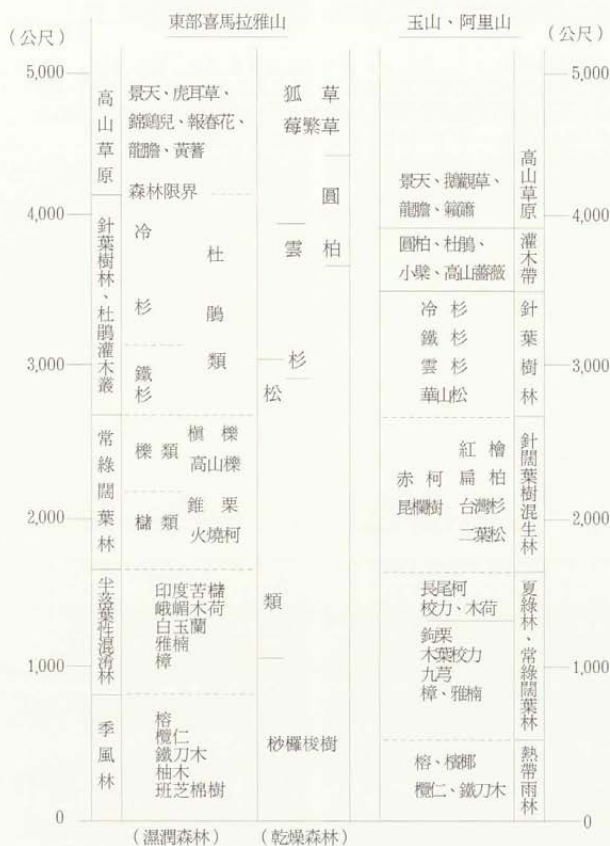 東部喜馬拉雅山
玉山、阿里山
（公尺）
（公尺）
5,000
4,000
3,000
2,000
1,000
0
高山草原
針葉樹林、杜鵑灌木叢
常綠闊葉林
半落葉性混淆林
季風林
景天、虎耳草、
錦鷄兒、報春花、
龍膽、黃蓍
森林限界
冷杉
杜鵑類
鐵杉
櫟類
槇櫟
高山櫟
儲類
錐栗
火燒柯
印度苦櫧
峨嵋木荷
白玉蘭
雅楠
樟
榕
欖仁
鐵刀木
柚木
班芝棉樹
（濕潤森林）
狐草
莓繁草
圓柏
雲杉
松類
桫欏梭樹
（乾燥森林）
景天、鵝觀草、
龍膽、
圓柏、杜鵑、
小檗、高山薔薇
冷杉
鐵杉
雲杉
華山松
紅檜
赤柯 扁柏
昆欄樹 台灣杉
二葉松
長尾柯
校力、木荷
鉤栗
木葉校力
九芎
樟、雅楠
榕、檳椰
欖仁、鐵刀木
高山草原
灌木帶
針葉樹林
針闊葉樹混生林
夏綠林、常綠闊葉林
熱帶雨林
5,000
4,000
3,000
2,000
1,000
0